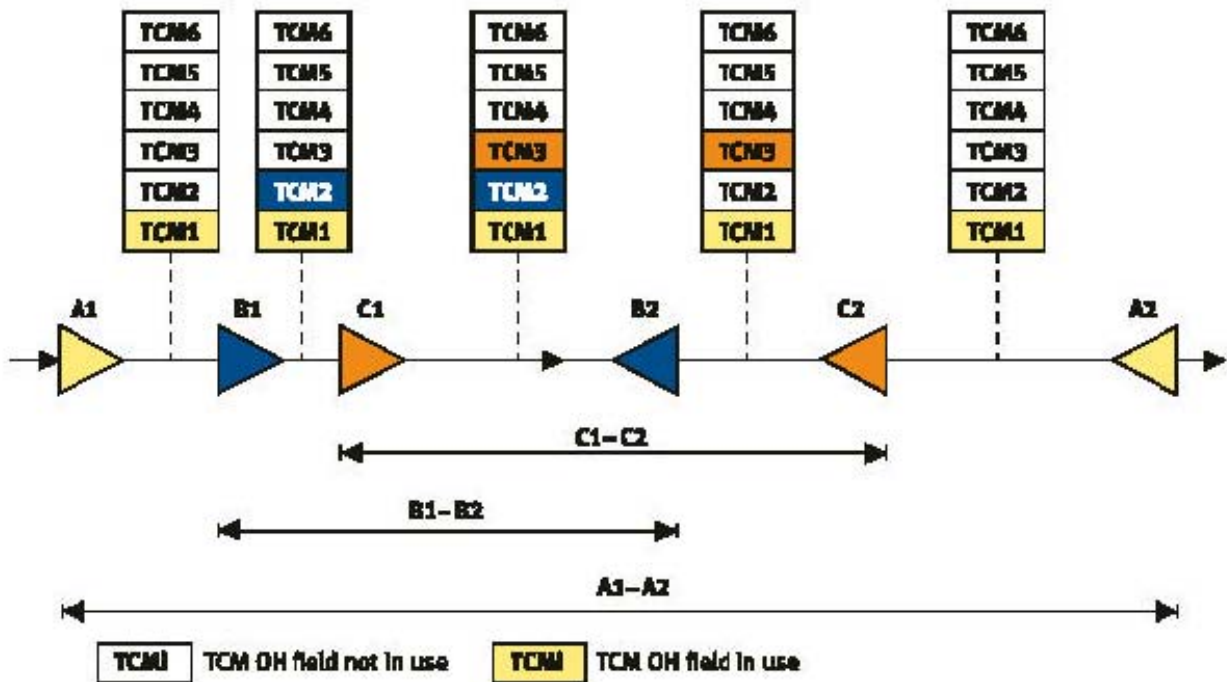 TCM6 TCM6 TCM6 TCM6 TCM6
TCM5 TCM5 TCM5 TCM5 TCM5
TCM4 TCM4 TCM4 TCM4 TCM4
TCM3 TCM3 TCM3 TCM3 TCM3
TCM2 TCM2 TCM2 TCM2 TCM2
TCM1 TCM1 TCM1 TCM1 TCM1
A1 B1 C1 B2 C2 A2
C1–C2
B1–B2
A1–A2
TCMi TCM OH field not in use TCMi TCM OH field in use